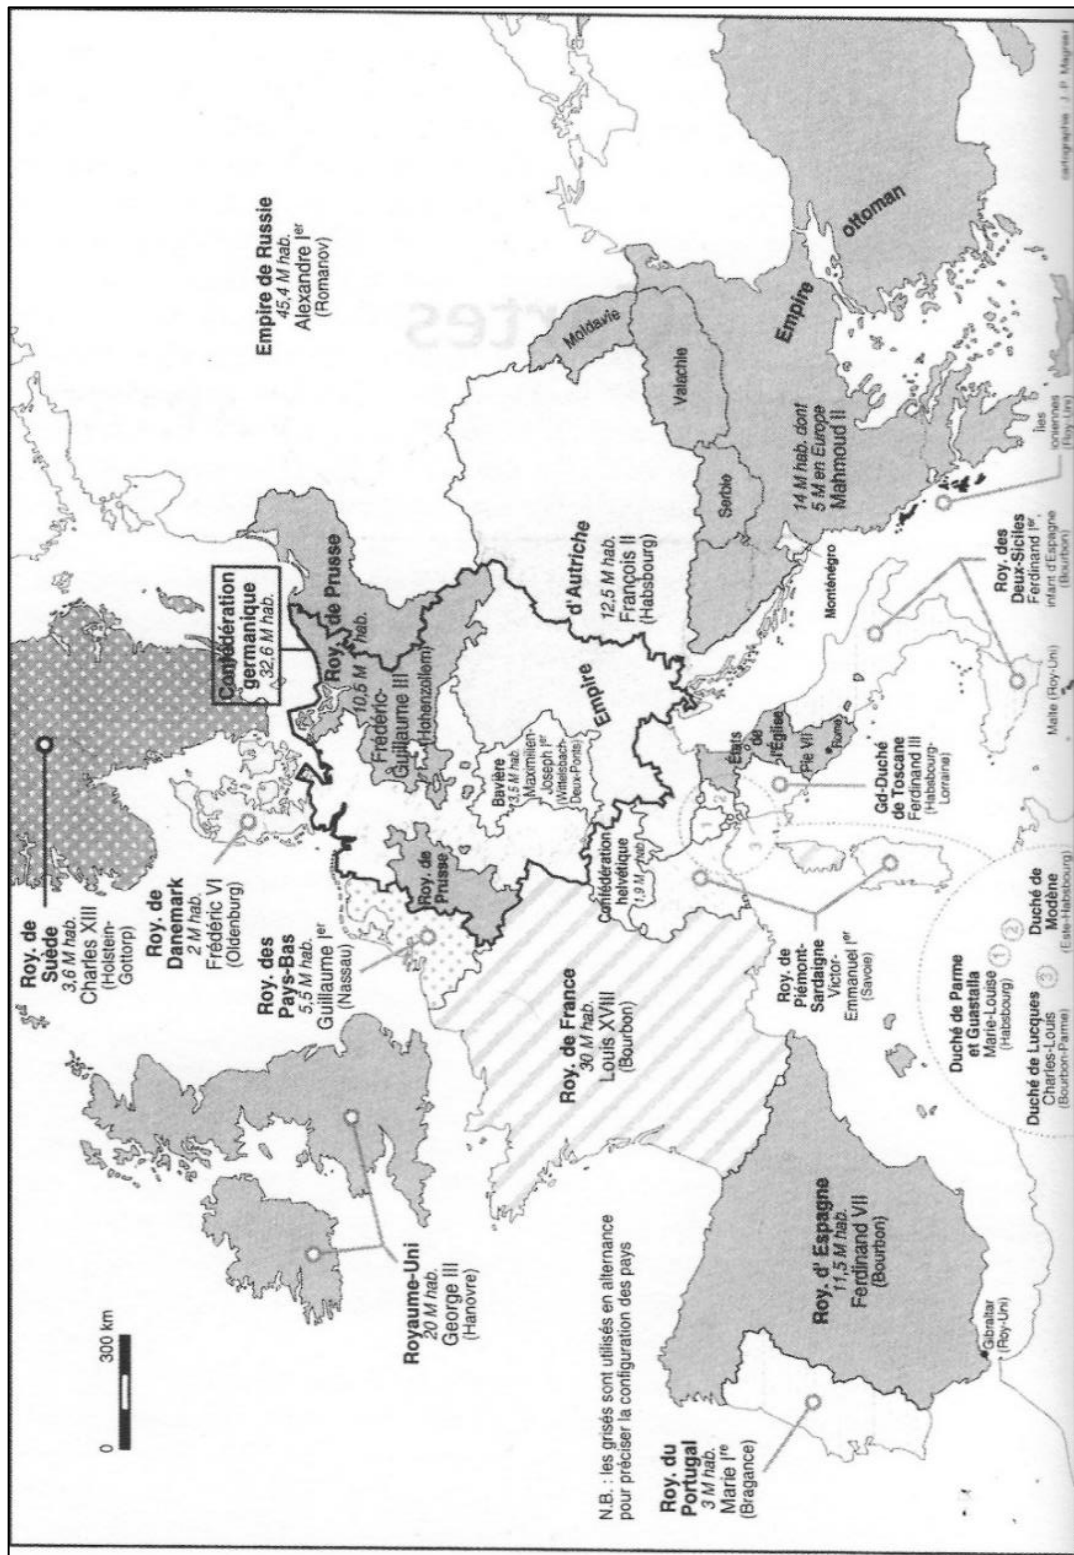 0 300 km
Roy. de
Suède
3,6 M hab.
Charles XIII
(Holstein-
Gottorp)
Roy. de
Danemark
2 M hab.
Frédéric VI
(Oldenburg)
Roy. des
Pays-Bas
5,5 M hab.
Guillaume Ier
(Nassau)
Royaume-Uni
20 M hab.
George III
(Hanovre)
Confédération
germanique
32,6 M hab.
Empire de Russie
45,4 M hab.
Alexandre Ier
(Romanov)
Roy. de Prusse
10,5 M hab.
Frédéric-
Guillaume III
(Hohenzollern)
Roy. de
Prusse
Bavière
3,5 M hab.
Maximilien-
Joseph Ier
(Wittelsbach-
Deux-Ponts)
Empire
d'Autriche
12,5 M hab.
François II
(Habsbourg)
Moldavie
Valachie
Serbie
Monténégro
Empire
ottoman
14 M hab. dont
5 M en Europe
Mahmoud II
Roy. de France
30 M hab.
Louis XVIII
(Bourbon)
Confédération
helvétique
1,9 M hab.
Roy. de
Piémont-
Sardaigne
Victor-
Emmanuel Ier
(Savoie)
États
de
l'Église
Pie VII
Rome
Gd-Duché
de Toscane
Ferdinand III
(Habsbourg-
Lorraine)
Roy. des
Deux-Siciles
Ferdinand Ier,
infant d'Espagne
(Bourbon)
Îles
ioniennes
(Roy-Uni)
Malte (Roy-Uni)
1
2
3
Duché de Parme
et Guastalla
Marie-Louise
(Habsbourg)
1
Duché de
Modène
(Este-Habsbourg)
2
Duché de Lucques
Charles-Louis
(Bourbon-Parme)
3
Roy. d'Espagne
11,5 M hab.
Ferdinand VII
(Bourbon)
Gibraltar
(Roy-Uni)
Roy. du
Portugal
3 M hab.
Marie Ire
(Bragance)
N.B. : les grisés sont utilisés en alternance
pour préciser la configuration des pays
cartographie : J. P. Magnier